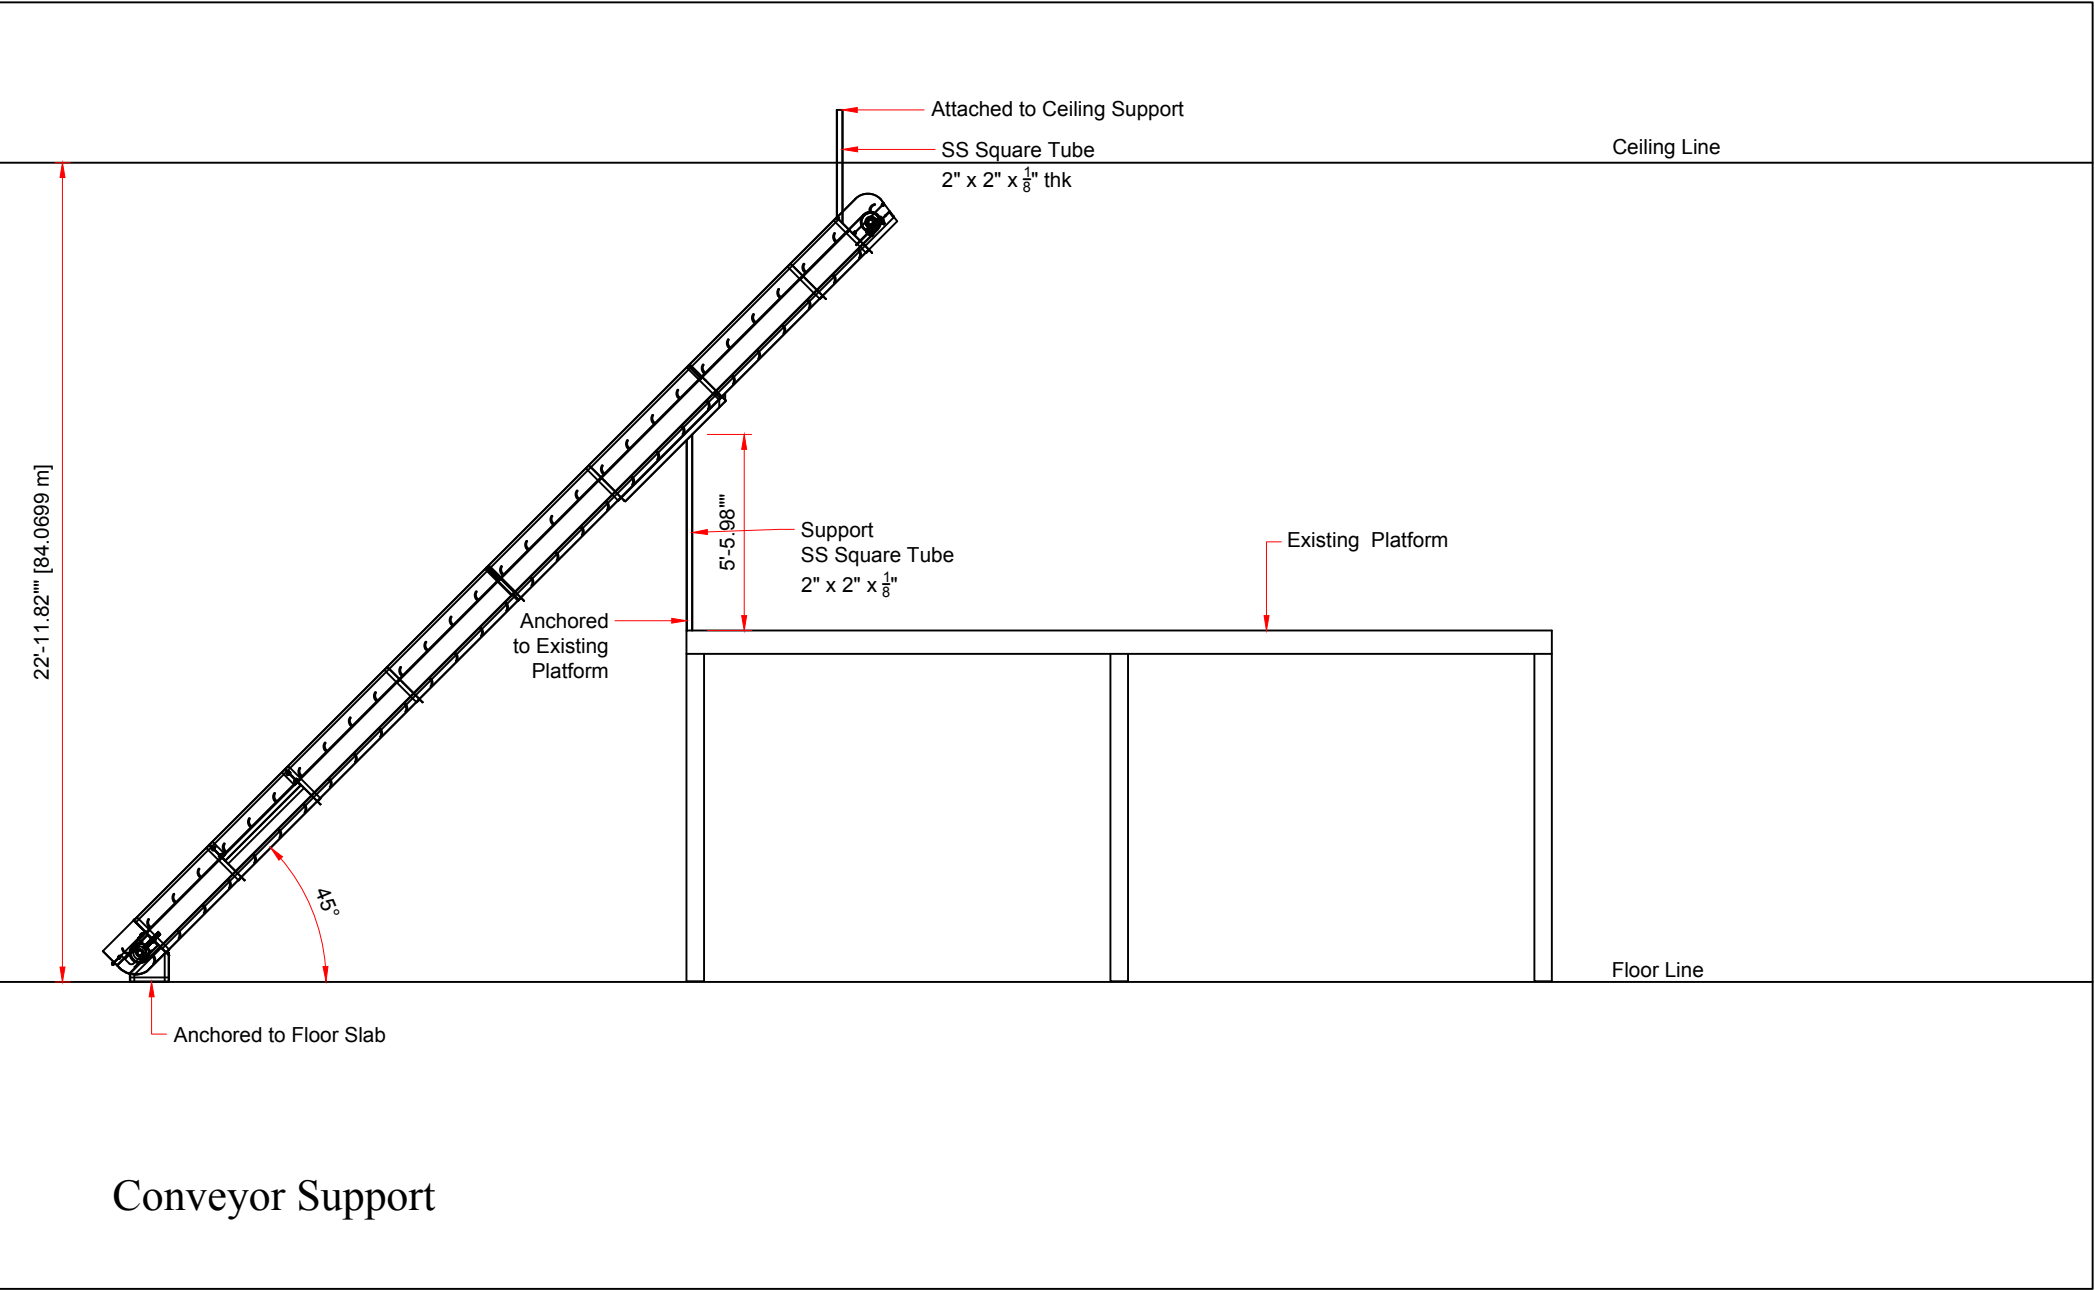 Attached to Ceiling Support
SS Square Tube
2" x 2" x 1/8" thk
Ceiling Line
22'-11.82"" [84.0699 m]
5'-5.98""
Support
SS Square Tube
2" x 2" x 1/8"
Existing Platform
Anchored
to Existing
Platform
45°
Floor Line
Anchored to Floor Slab
Conveyor Support